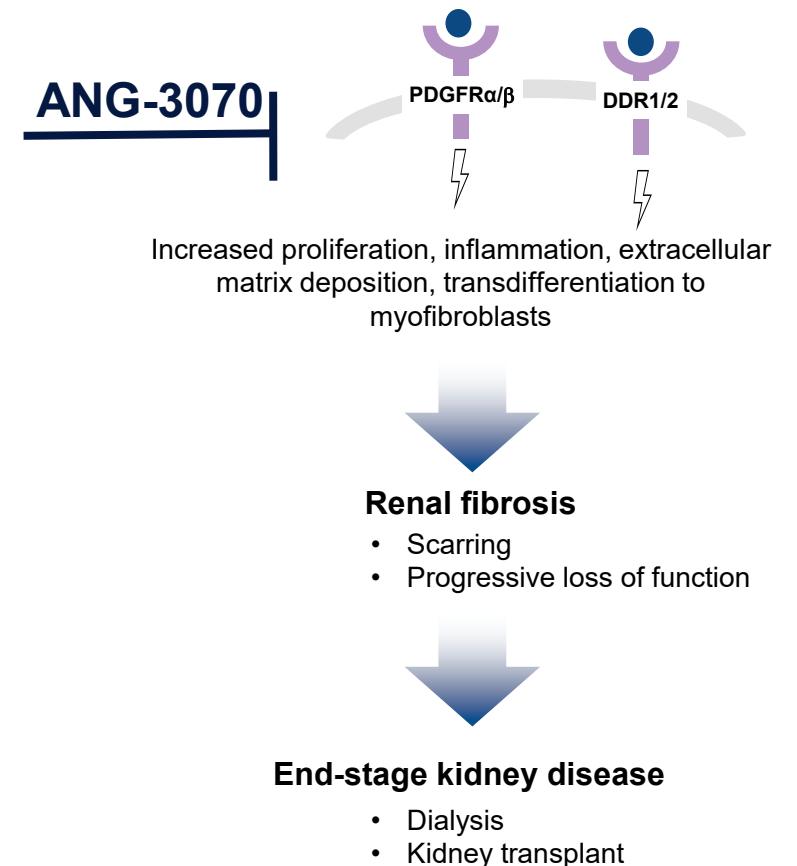 ANG-3070
PDGFRα/β
DDR1/2
Increased proliferation, inflammation, extracellular
matrix deposition, transdifferentiation to
myofibroblasts
Renal fibrosis
• Scarring
• Progressive loss of function
End-stage kidney disease
• Dialysis
• Kidney transplant